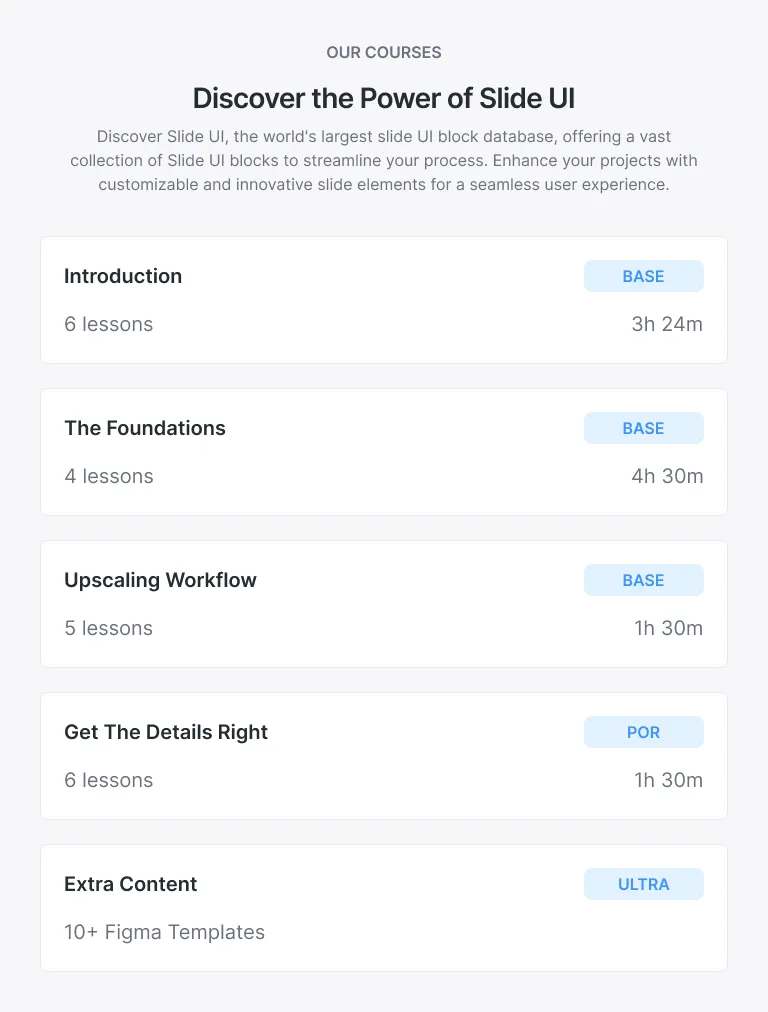 OUR COURSES
Discover the Power of Slide UI
Discover Slide UI, the world's largest slide UI block database, offering a vast
collection of Slide UI blocks to streamline your process. Enhance your projects with
customizable and innovative slide elements for a seamless user experience.
Introduction
BASE
6 lessons
3h 24m
The Foundations
BASE
4 lessons
4h 30m
Upscaling Workflow
BASE
5 lessons
1h 30m
Get The Details Right
POR
6 lessons
1h 30m
Extra Content
ULTRA
10+ Figma Templates